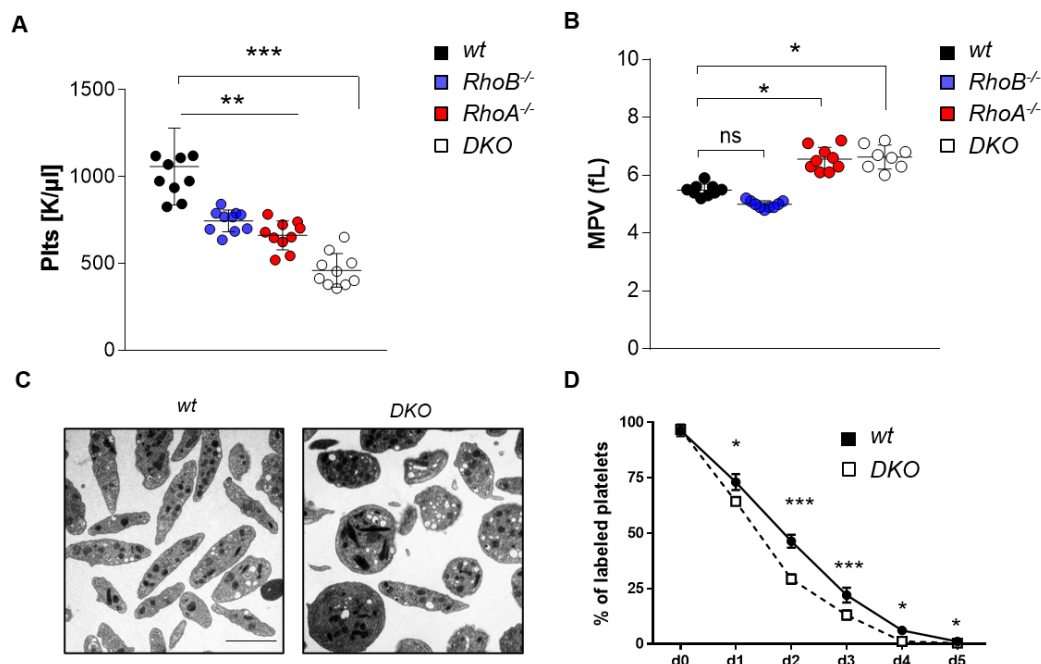 A
***
**
1500
1000
500
0
Plts [K/µl]
wt
RhoB-/-
RhoA-/-
DKO
B
*
*
ns
10
8
6
4
2
0
MPV (fL)
wt
RhoB-/-
RhoA-/-
DKO
C
wt
DKO
D
100
75
50
25
0
% of labeled platelets
wt
DKO
*
***
***
*
*
d0 d1 d2 d3 d4 d5